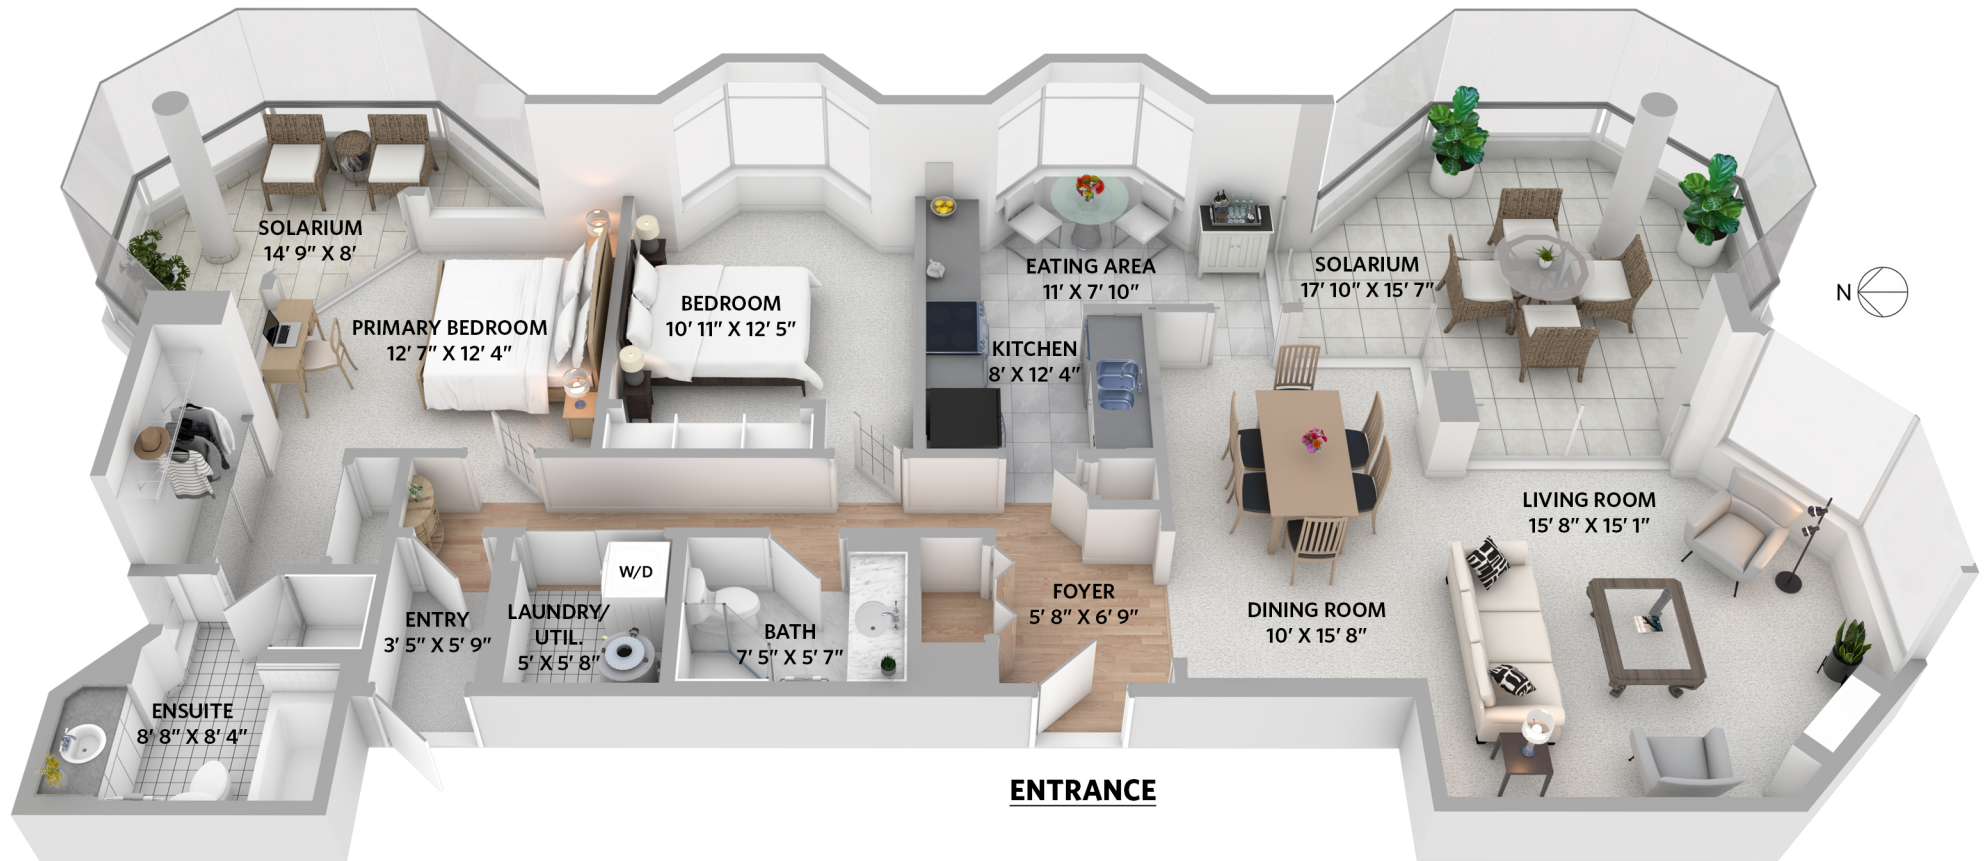 SOLARIUM
14' 9" X 8'
PRIMARY BEDROOM
12' 7" X 12' 4"
BEDROOM
10' 11" X 12' 5"
EATING AREA
11' X 7' 10"
KITCHEN
8' X 12' 4"
SOLARIUM
17' 10" X 15' 7"
N
LIVING ROOM
15' 8" X 15' 1"
DINING ROOM
10' X 15' 8"
FOYER
5' 8" X 6' 9"
W/D
BATH
7' 5" X 5' 7"
LAUNDRY/
UTIL.
5' X 5' 8"
ENTRY
3' 5" X 5' 9"
ENSUITE
8' 8" X 8' 4"
ENTRANCE